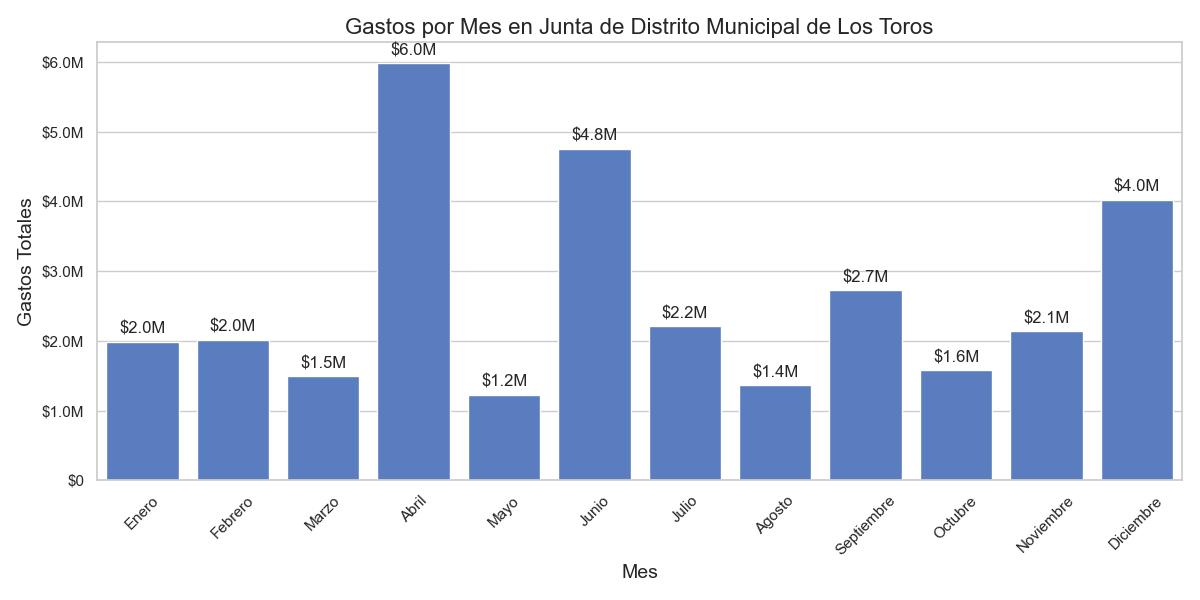 Gastos por Mes en Junta de Distrito Municipal de Los Toros
Gastos Totales
$6.0M
$5.0M
$4.0M
$3.0M
$2.0M
$1.0M
$0
$2.0M
$2.0M
$1.5M
$6.0M
$1.2M
$4.8M
$2.2M
$1.4M
$2.7M
$1.6M
$2.1M
$4.0M
Enero
Febrero
Marzo
Abril
Mayo
Junio
Julio
Agosto
Septiembre
Octubre
Noviembre
Diciembre
Mes